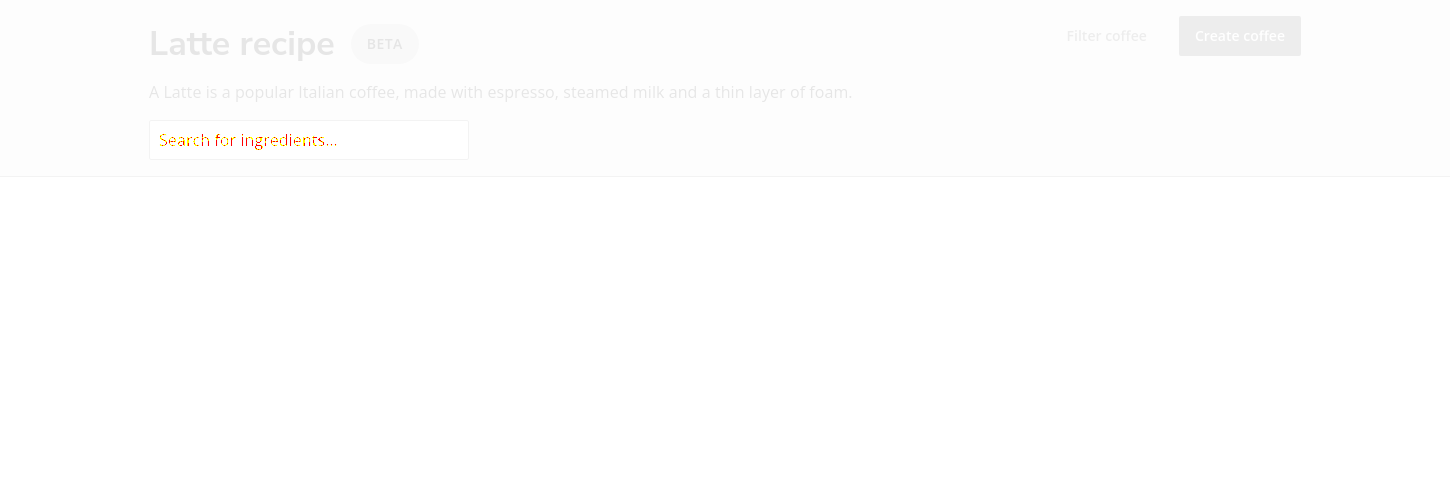 Latte recipe BETA
Filter coffee
Create coffee
A Latte is a popular Italian coffee, made with espresso, steamed milk and a thin layer of foam.
Search for ingredients...